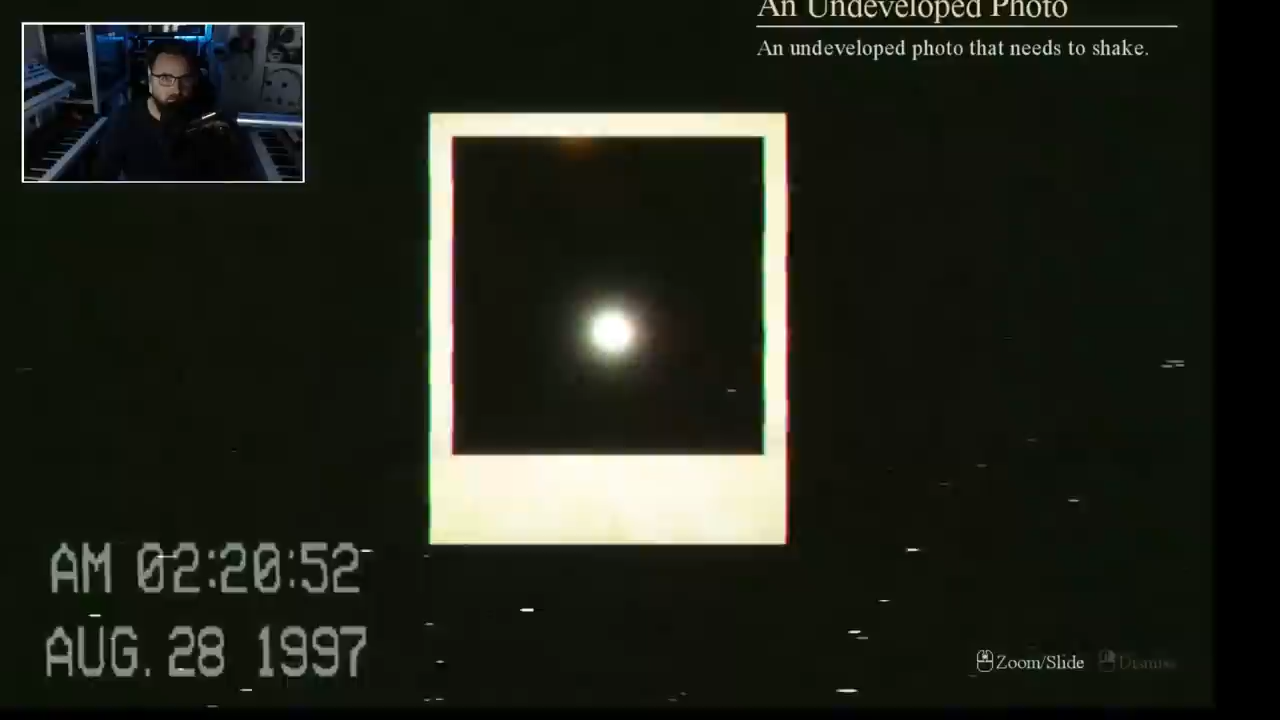 An Undeveloped Photo
An undeveloped photo that needs to shake.
AM 02:20:52
AUG. 28 1997
Zoom/Slide